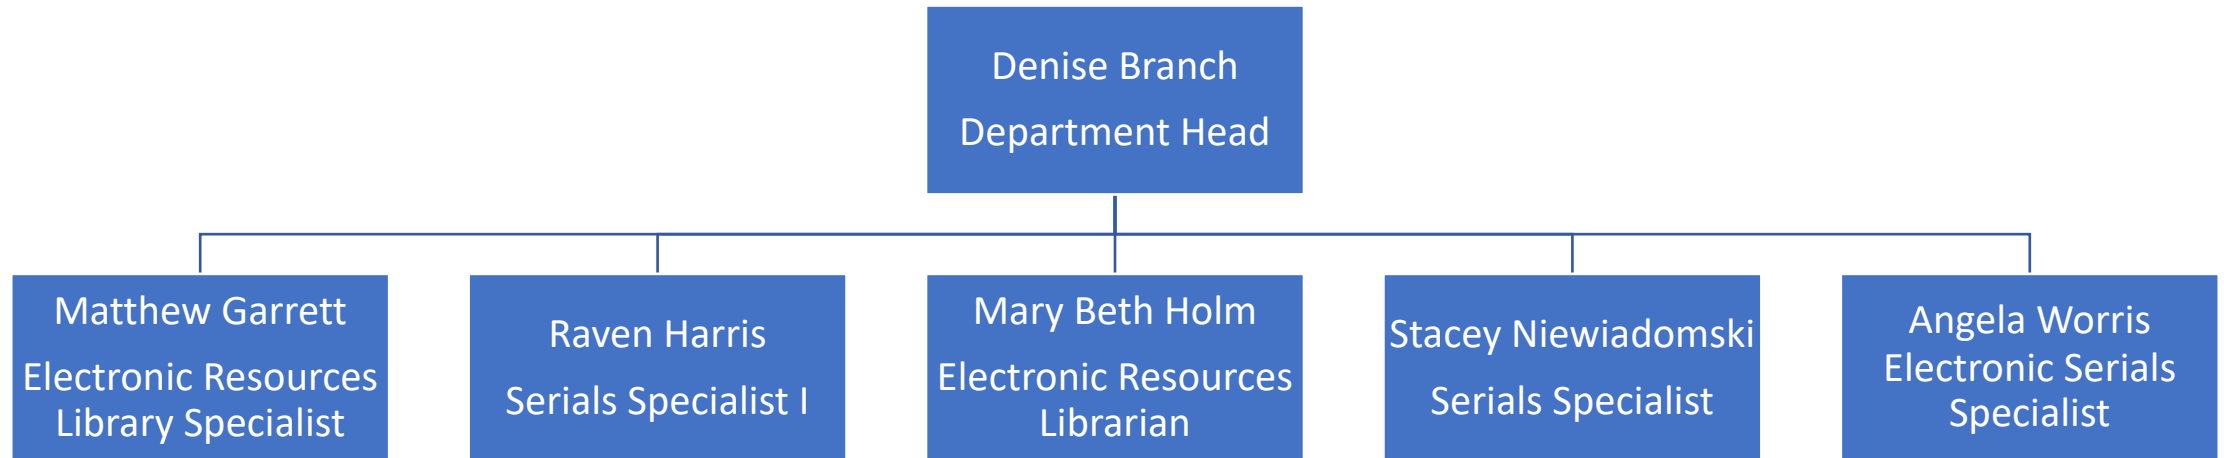 Denise Branch
Department Head
Matthew Garrett
Electronic Resources
Library Specialist
Raven Harris
Serials Specialist I
Mary Beth Holm
Electronic Resources
Librarian
Stacey Niewiadomski
Serials Specialist
Angela Worris
Electronic Serials
Specialist